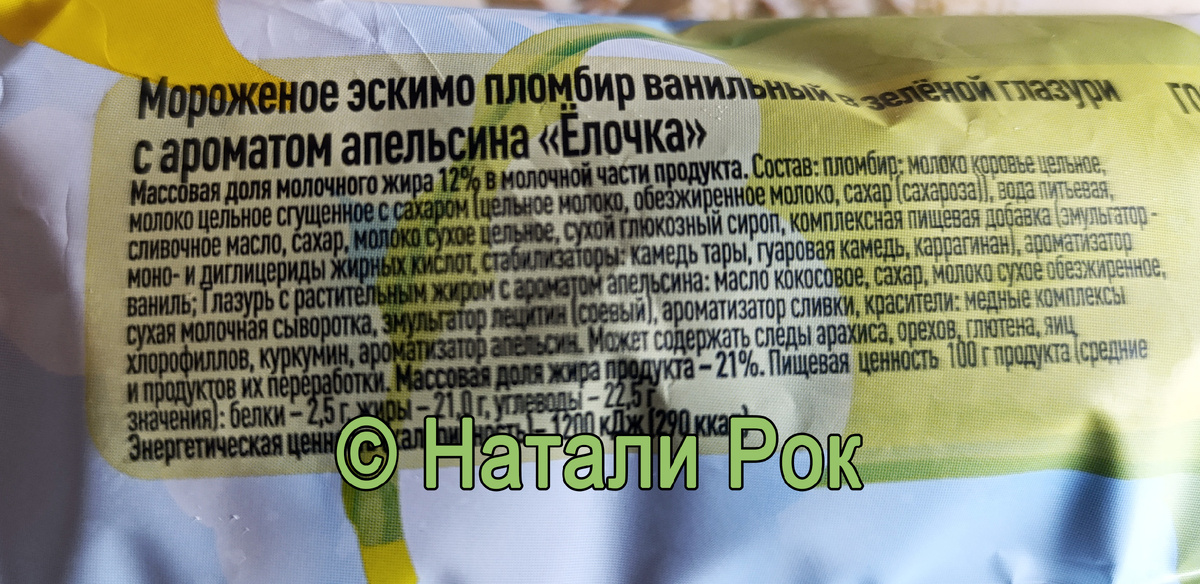 Мороженое эскимо пломбир ванильный в зелёной глазури
с ароматом апельсина «Ёлочка»
Массовая доля молочного жира 12% в молочной части продукта. Состав: пломбир: молоко коровье цельное,
молоко цельное сгущенное с сахаром (цельное молоко, обезжиренное молоко, сахар (сахароза)), вода питьевая,
сливочное масло, сахар, молоко сухое цельное, сухой глюкозный сироп, комплексная пищевая добавка (эмульгатор -
моно- и диглицериды жирных кислот, стабилизаторы: камедь тары, гуаровая камедь, каррагинан), ароматизатор
ваниль; Глазурь с растительным жиром с ароматом апельсина: масло кокосовое, сахар, молоко сухое обезжиренное,
сухая молочная сыворотка, эмульгатор лецитин (соевый), ароматизатор сливки, красители: медные комплексы
хлорофиллов, куркумин, ароматизатор апельсин. Может содержать следы арахиса, орехов, глютена, яиц
и продуктов их переработки. Массовая доля жира продукта – 21%. Пищевая ценность 100 г продукта (средние
значения): белки – 2,5 г, жиры – 21,0 г, углеводы – 22,5 г
Энергетическая – 1200 кДж (290
© Натали Рок